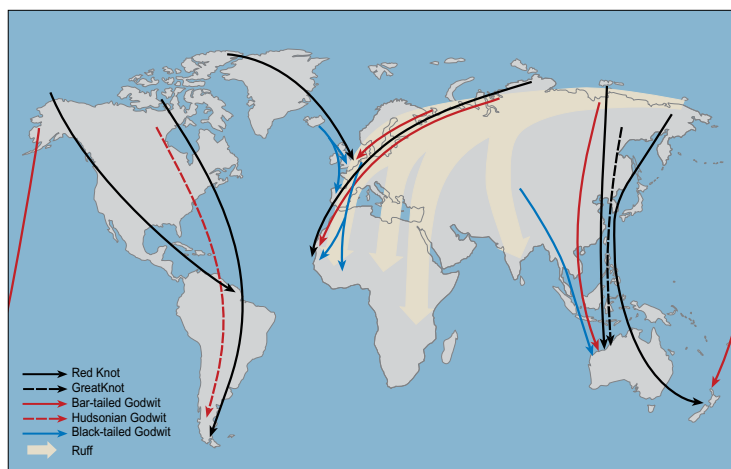 Red Knot
GreatKnot
Bar-tailed Godwit
Hudsonian Godwit
Black-tailed Godwit
Ruff